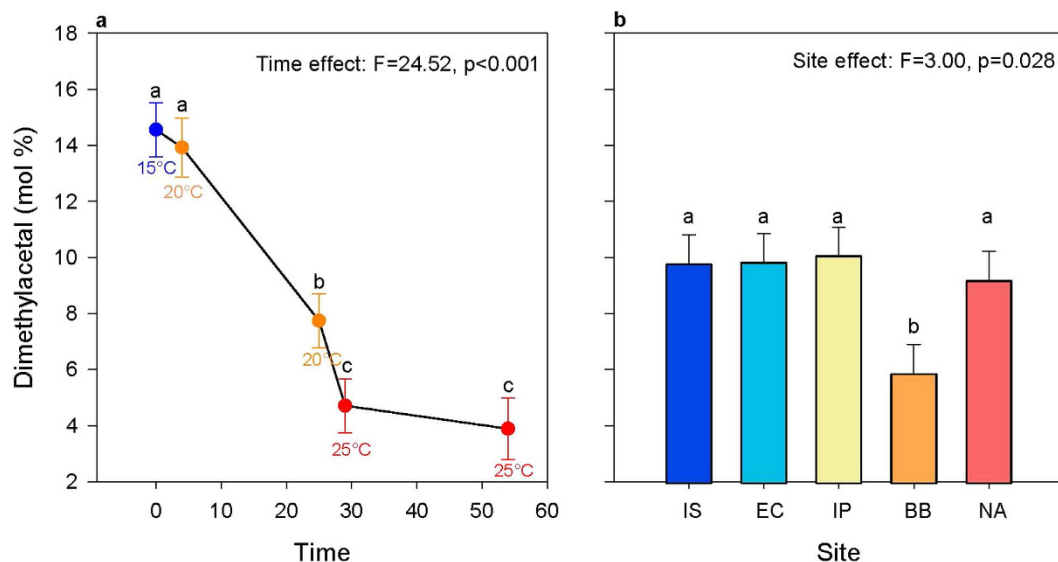 a
Time effect: F=24.52, p<0.001
18
16
14
12
10
8
6
4
2
Dimethylacetal (mol %)
a
a
15°C
20°C
b
20°C
c
25°C
c
25°C
0
10
20
30
40
50
60
Time
b
Site effect: F=3.00, p=0.028
a
a
a
b
a
IS
EC
IP
BB
NA
Site